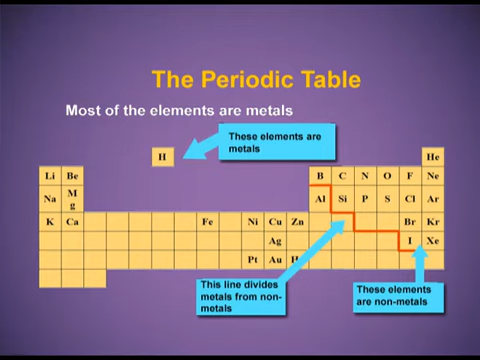 The Periodic Table
Most of the elements are metals
These elements are
metals
H
He
Li Be B C N O F Ne
Na M
g Al Si P S Cl Ar
K Ca Fe Ni Cu Zn Br Kr
Ag I Xe
Pt Au
This line divides
metals from non-
metals
These elements
are non-metals